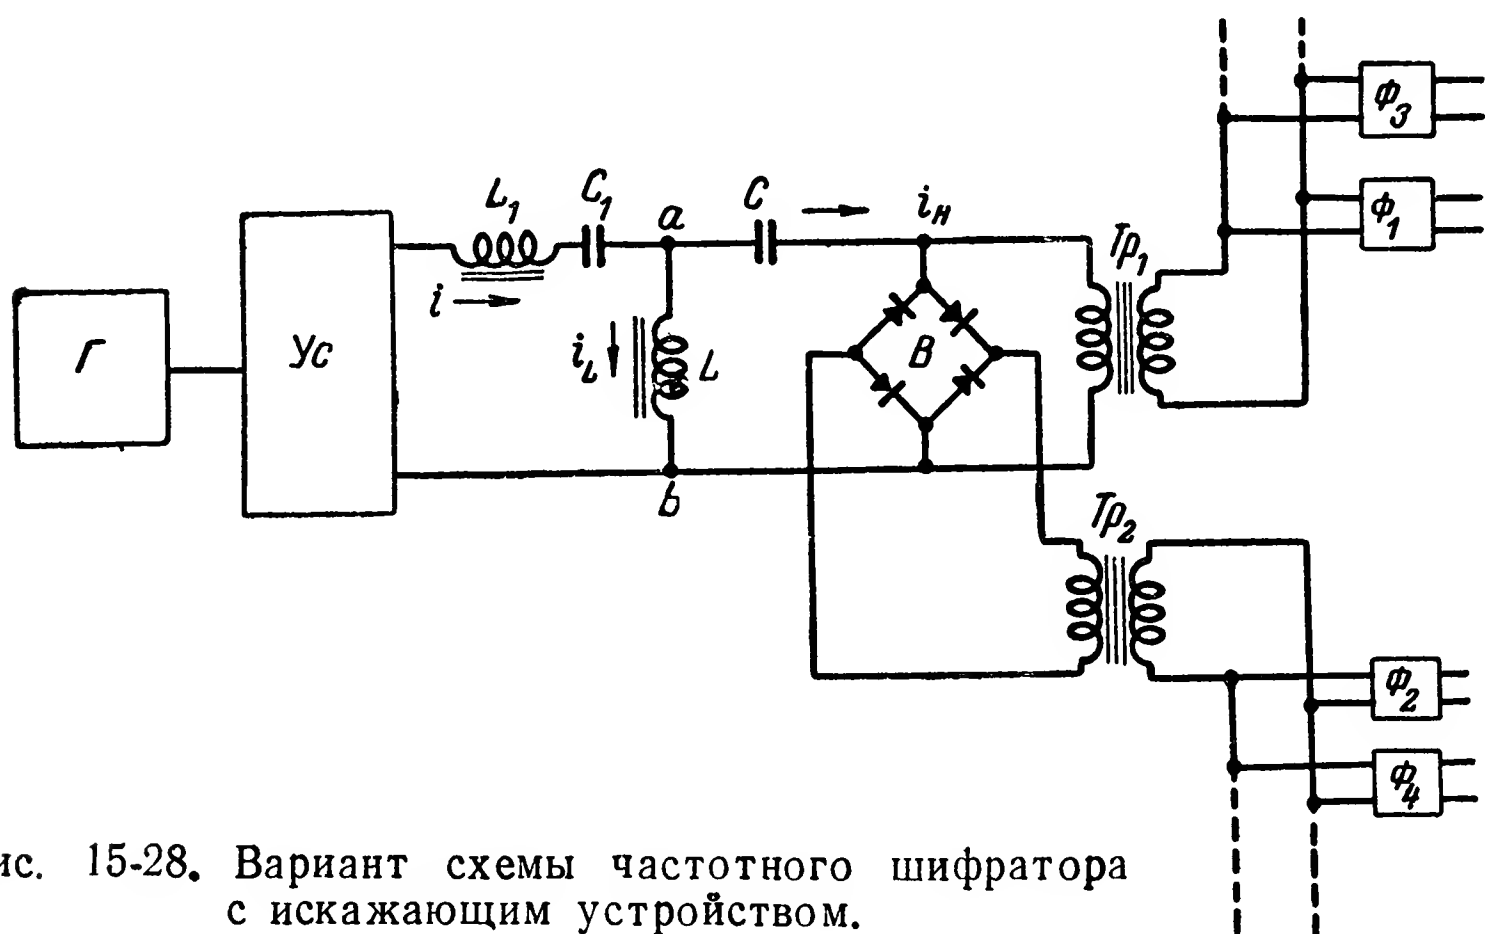 Ф3
Ф1
L1
C1
a
C
iн
Тр1
i
Г
Ус
iL
L
В
b
Тр2
Ф2
Ф4
ис. 15-28. Вариант схемы частотного шифратора
с искажающим устройством.